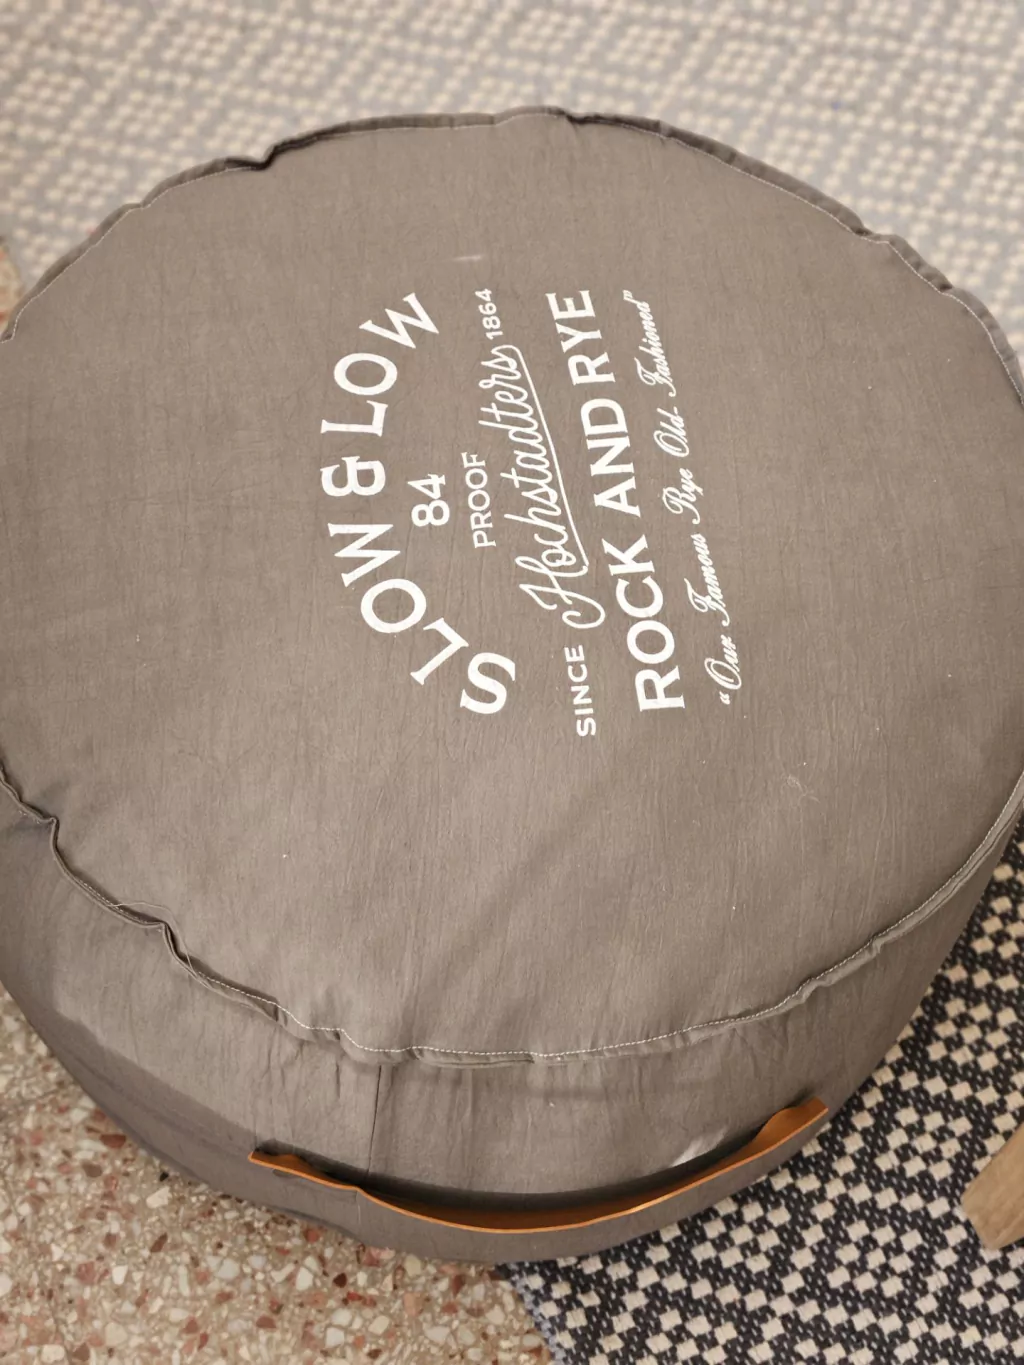 SLOW & LOW
84
PROOF
SINCE Hochstadters 1864
ROCK AND RYE
“Our Famous Rye Old-Fashioned”